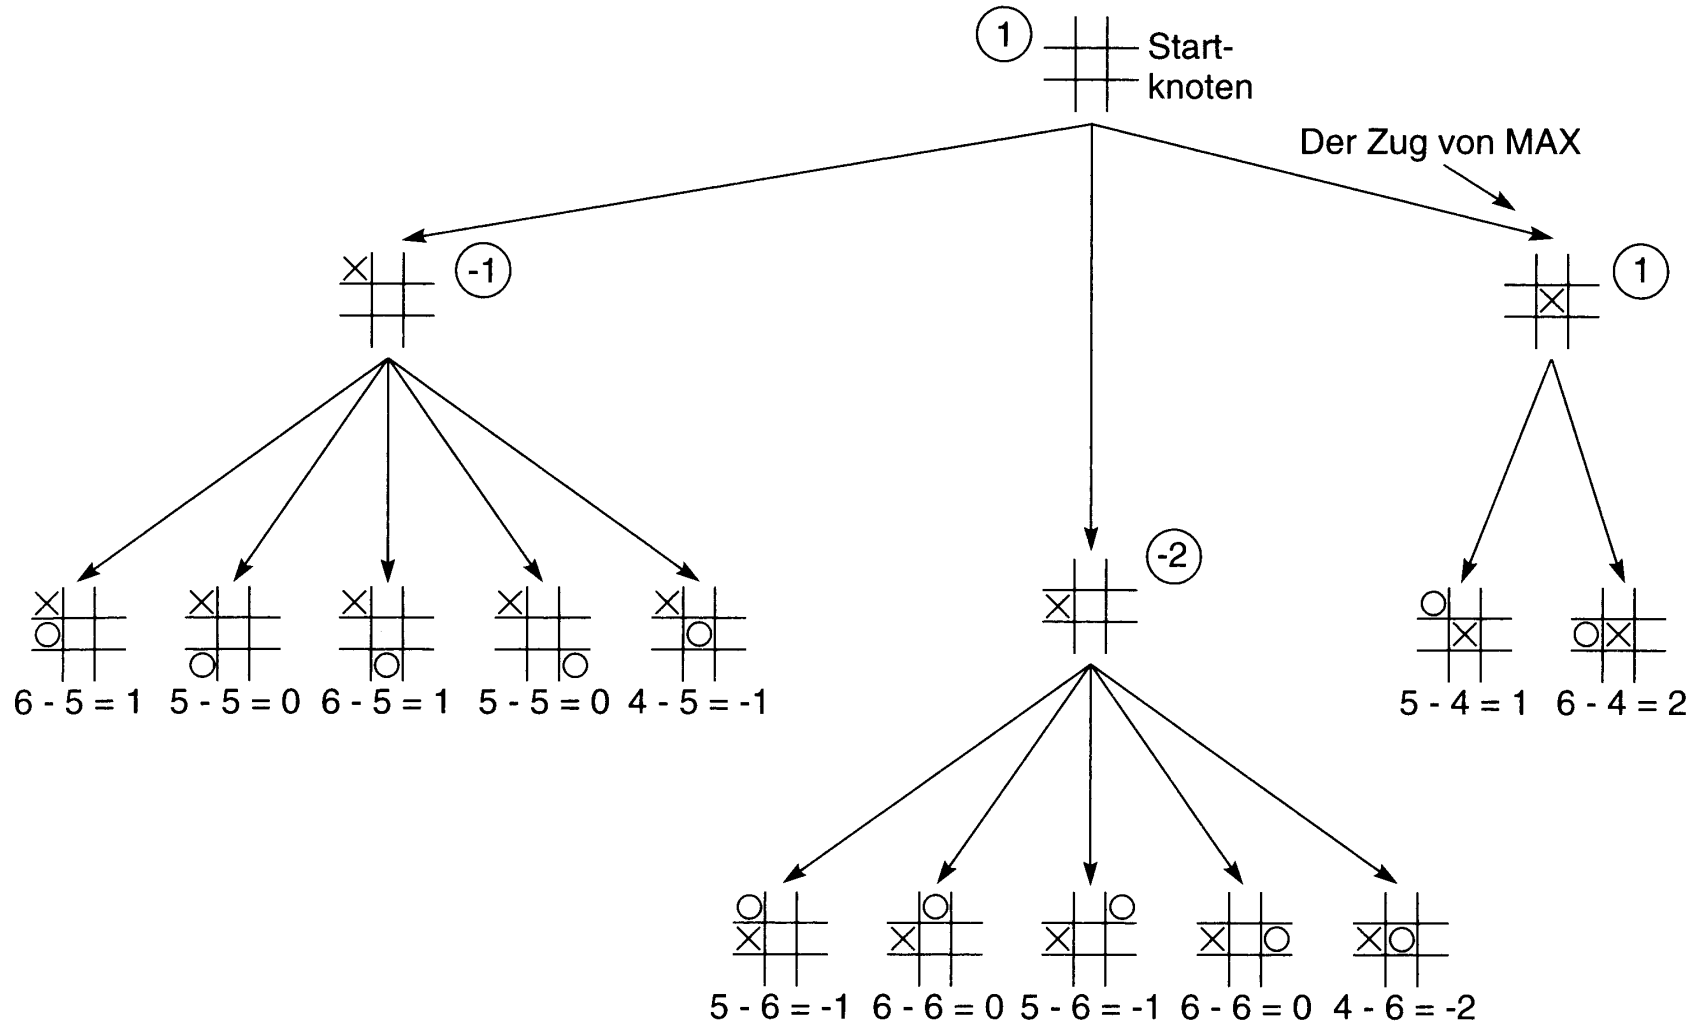 1
Start-
knoten
Der Zug von MAX
-1
1
6 - 5 = 1
5 - 5 = 0
6 - 5 = 1
5 - 5 = 0
4 - 5 = -1
-2
5 - 4 = 1
6 - 4 = 2
5 - 6 = -1
6 - 6 = 0
5 - 6 = -1
6 - 6 = 0
4 - 6 = -2